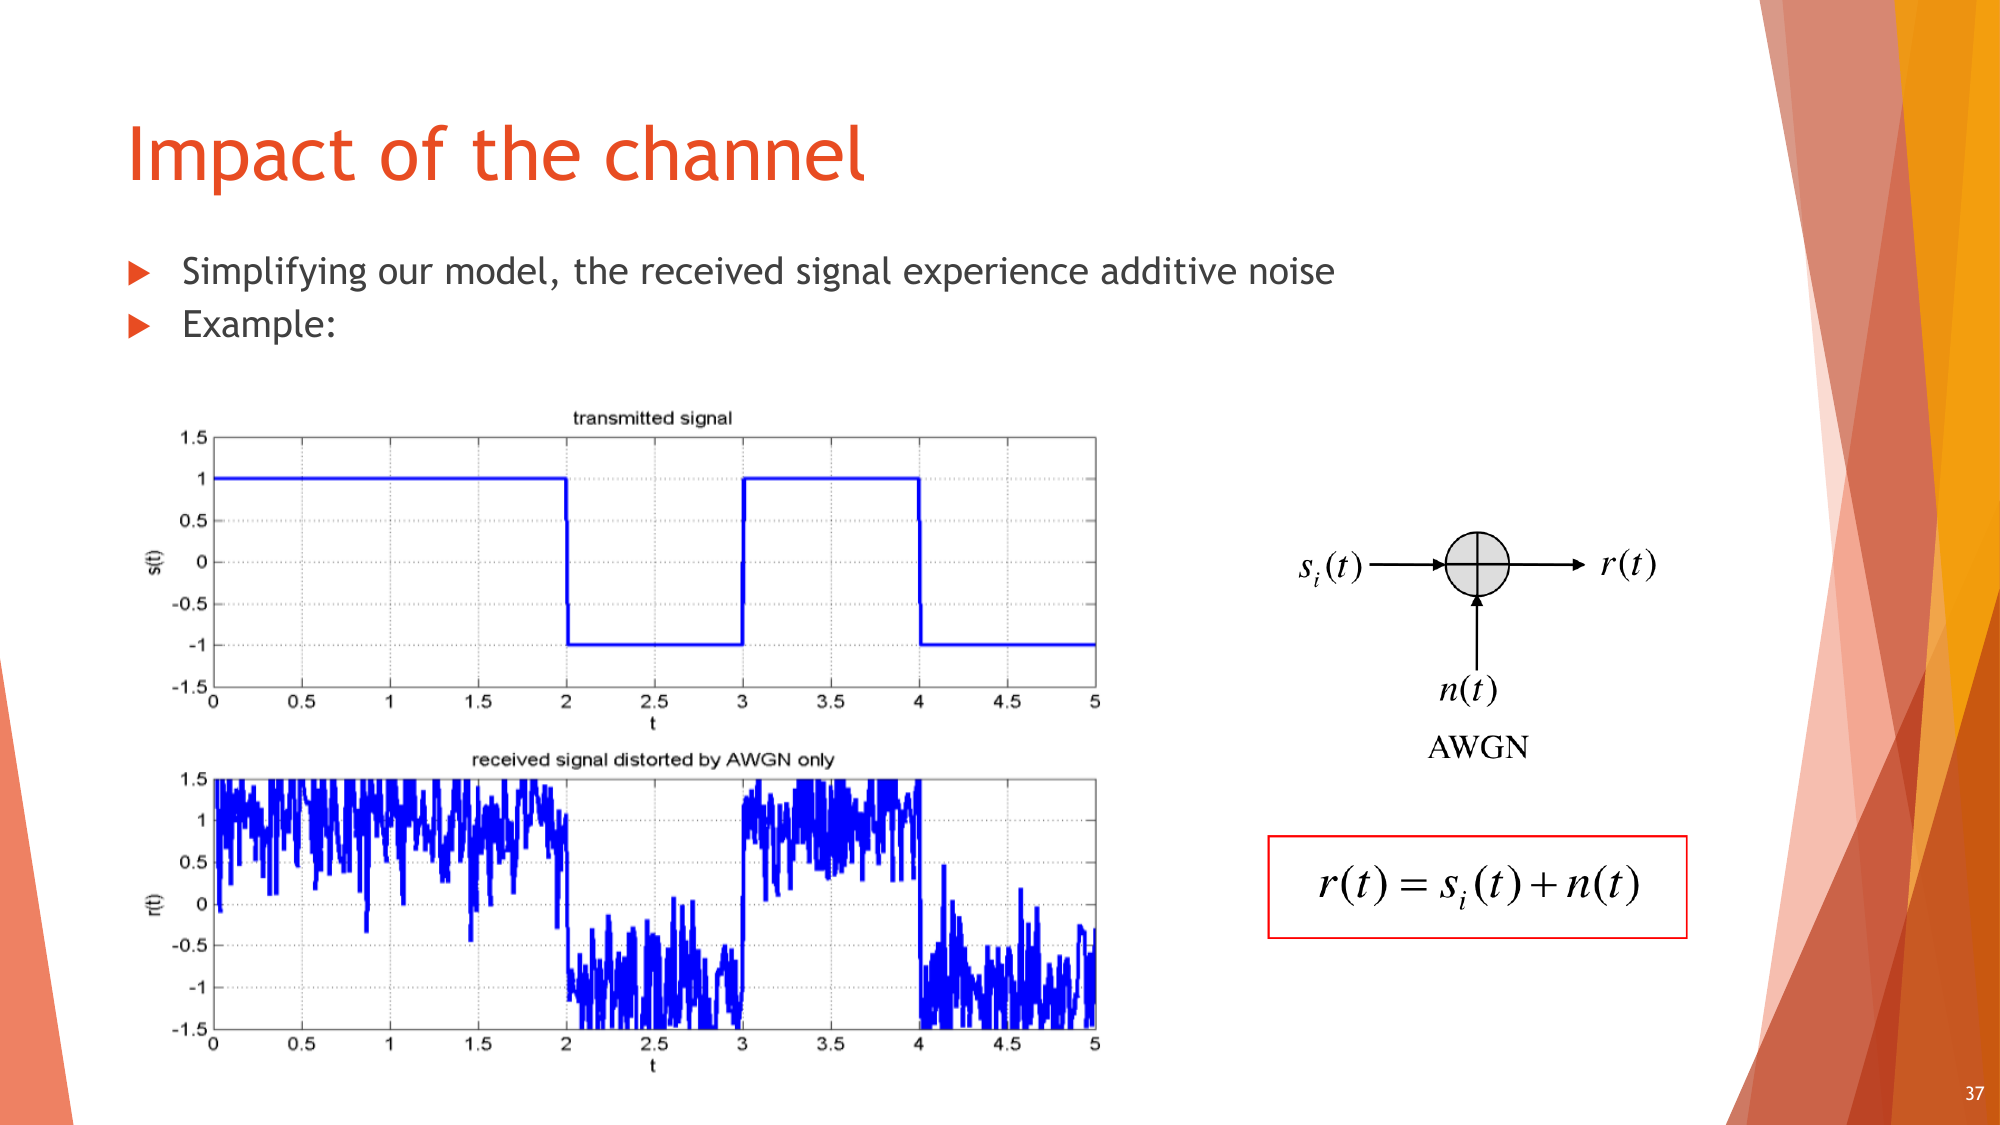 Impact of the channel
Simplifying our model, the received signal experience additive noise
Example:
transmitted signal
1.5
1
0.5
0
-0.5
-1
-1.5
s(t)
0 0.5 1 1.5 2 2.5 3 3.5 4 4.5 5
t
received signal distorted by AWGN only
1.5
1
0.5
0
-0.5
-1
-1.5
r(t)
0 0.5 1 1.5 2 2.5 3 3.5 4 4.5 5
t
sᵢ(t) r(t)
n(t)
AWGN
r(t) = sᵢ(t) + n(t)
37